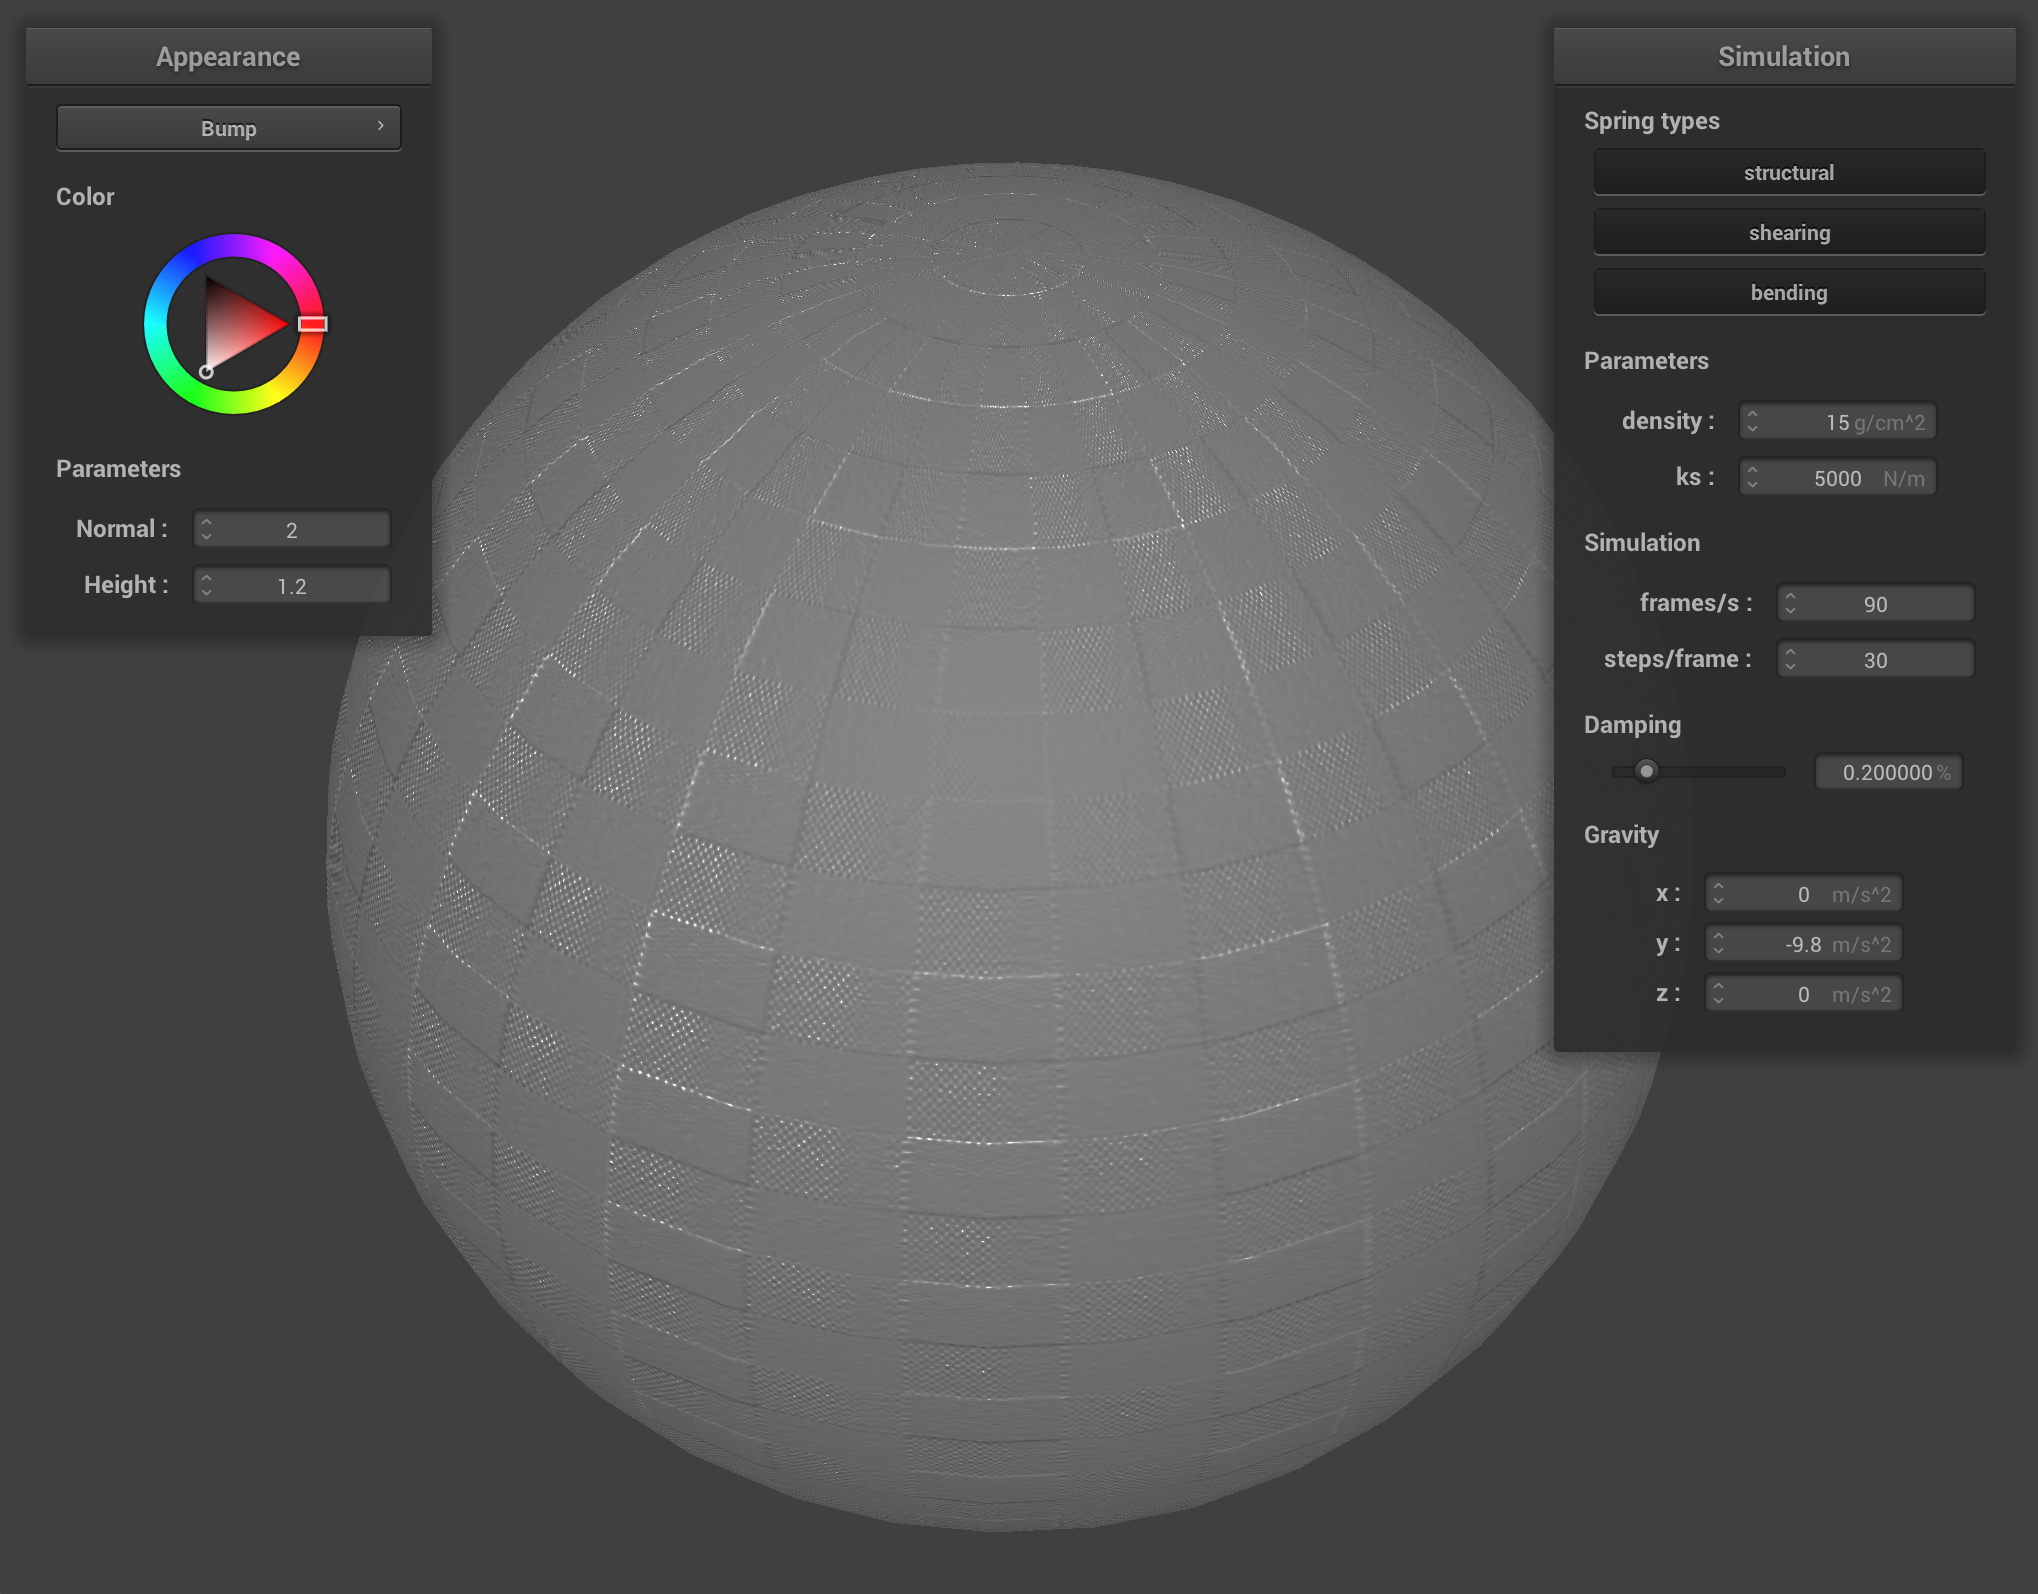 Appearance
Bump
Color
Parameters
Normal : 2
Height : 1.2
Simulation
Spring types
structural
shearing
bending
Parameters
density : 15 g/cm^2
ks : 5000 N/m
Simulation
frames/s : 90
steps/frame : 30
Damping
0.200000 %
Gravity
x : 0 m/s^2
y : -9.8 m/s^2
z : 0 m/s^2